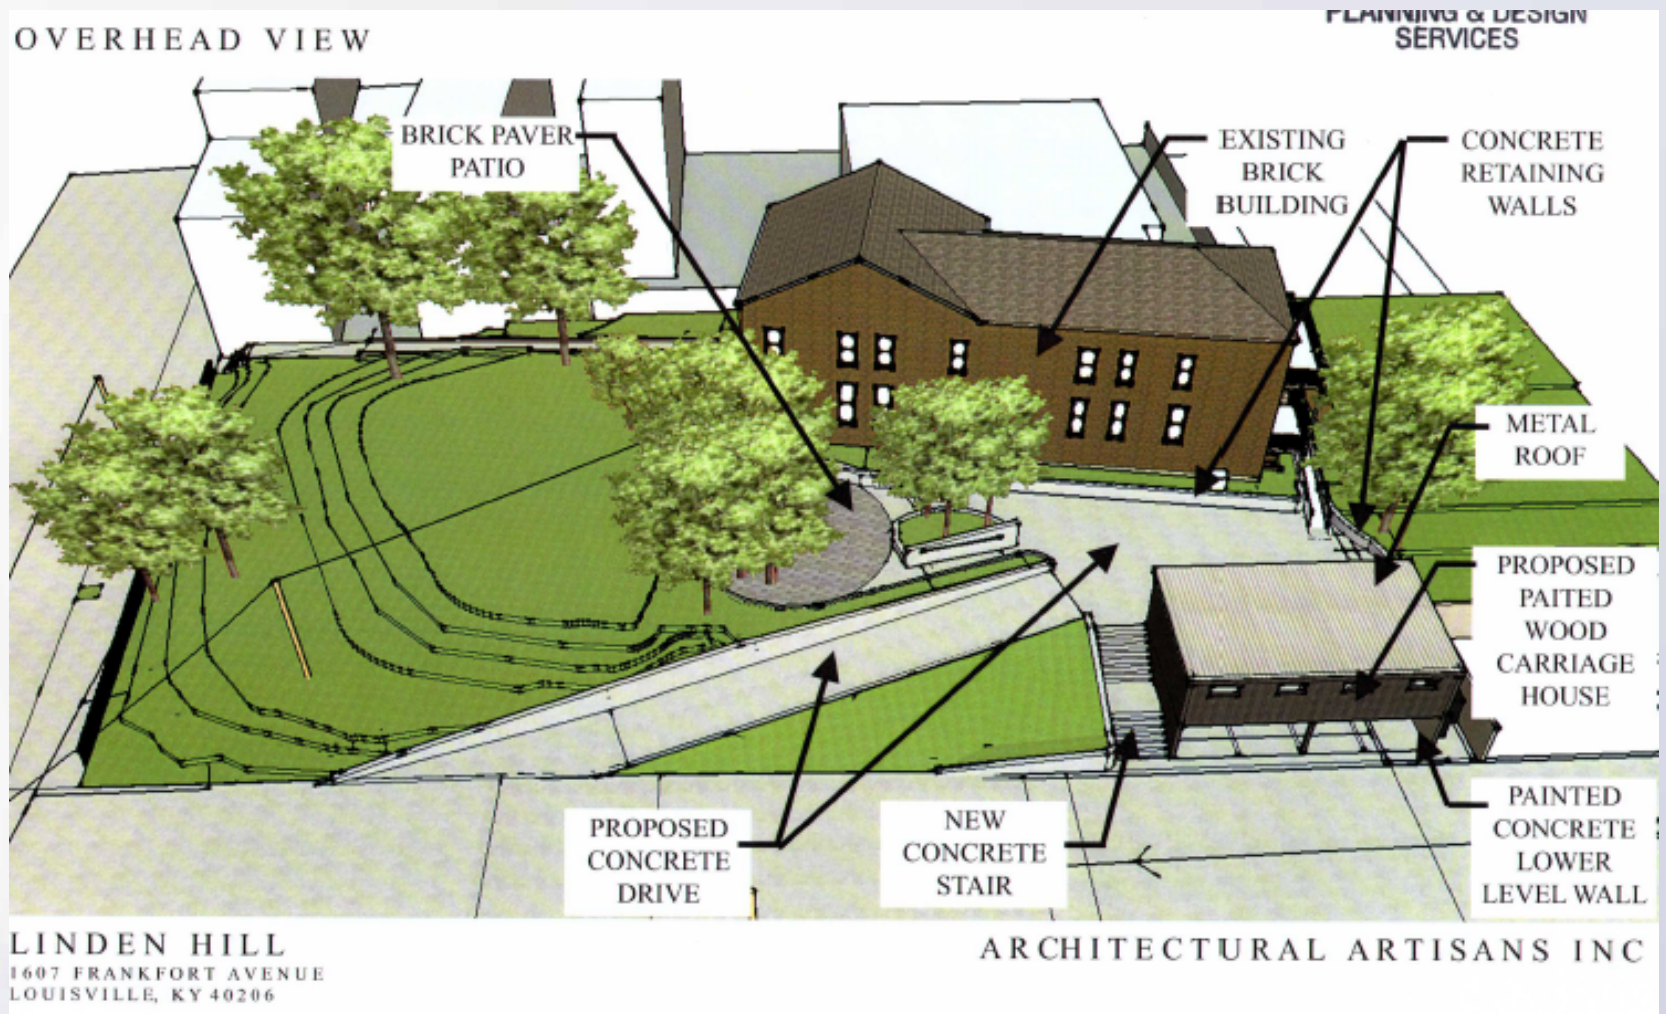 OVERHEAD VIEW
PLANNING & DESIGN
SERVICES
BRICK PAVER
PATIO
EXISTING
BRICK
BUILDING
CONCRETE
RETAINING
WALLS
METAL
ROOF
PROPOSED
PAITED
WOOD
CARRIAGE
HOUSE
PROPOSED
CONCRETE
DRIVE
NEW
CONCRETE
STAIR
PAINTED
CONCRETE
LOWER
LEVEL WALL
LINDEN HILL
1607 FRANKFORT AVENUE
LOUISVILLE, KY 40206
ARCHITECTURAL ARTISANS INC